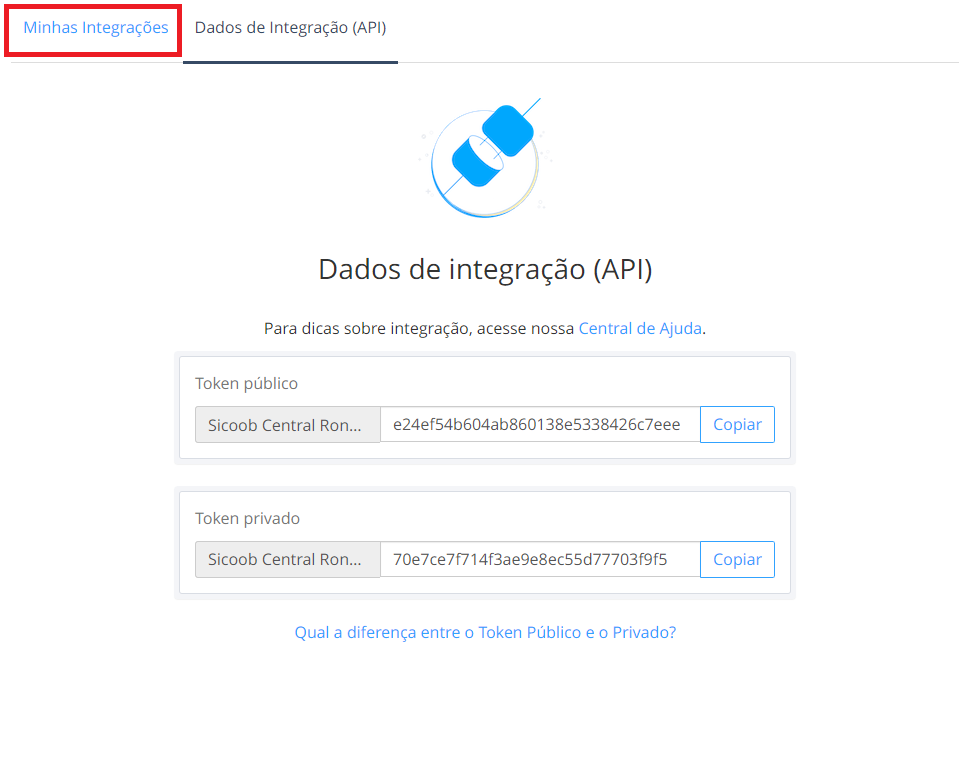 Minhas Integrações Dados de Integração (API)
Dados de integração (API)
Para dicas sobre integração, acesse nossa Central de Ajuda.
Token público
Sicoob Central Ron... e24ef54b604ab860138e5338426c7eee Copiar
Token privado
Sicoob Central Ron... 70e7ce7f714f3ae9e8ec55d77703f9f5 Copiar
Qual a diferença entre o Token Público e o Privado?